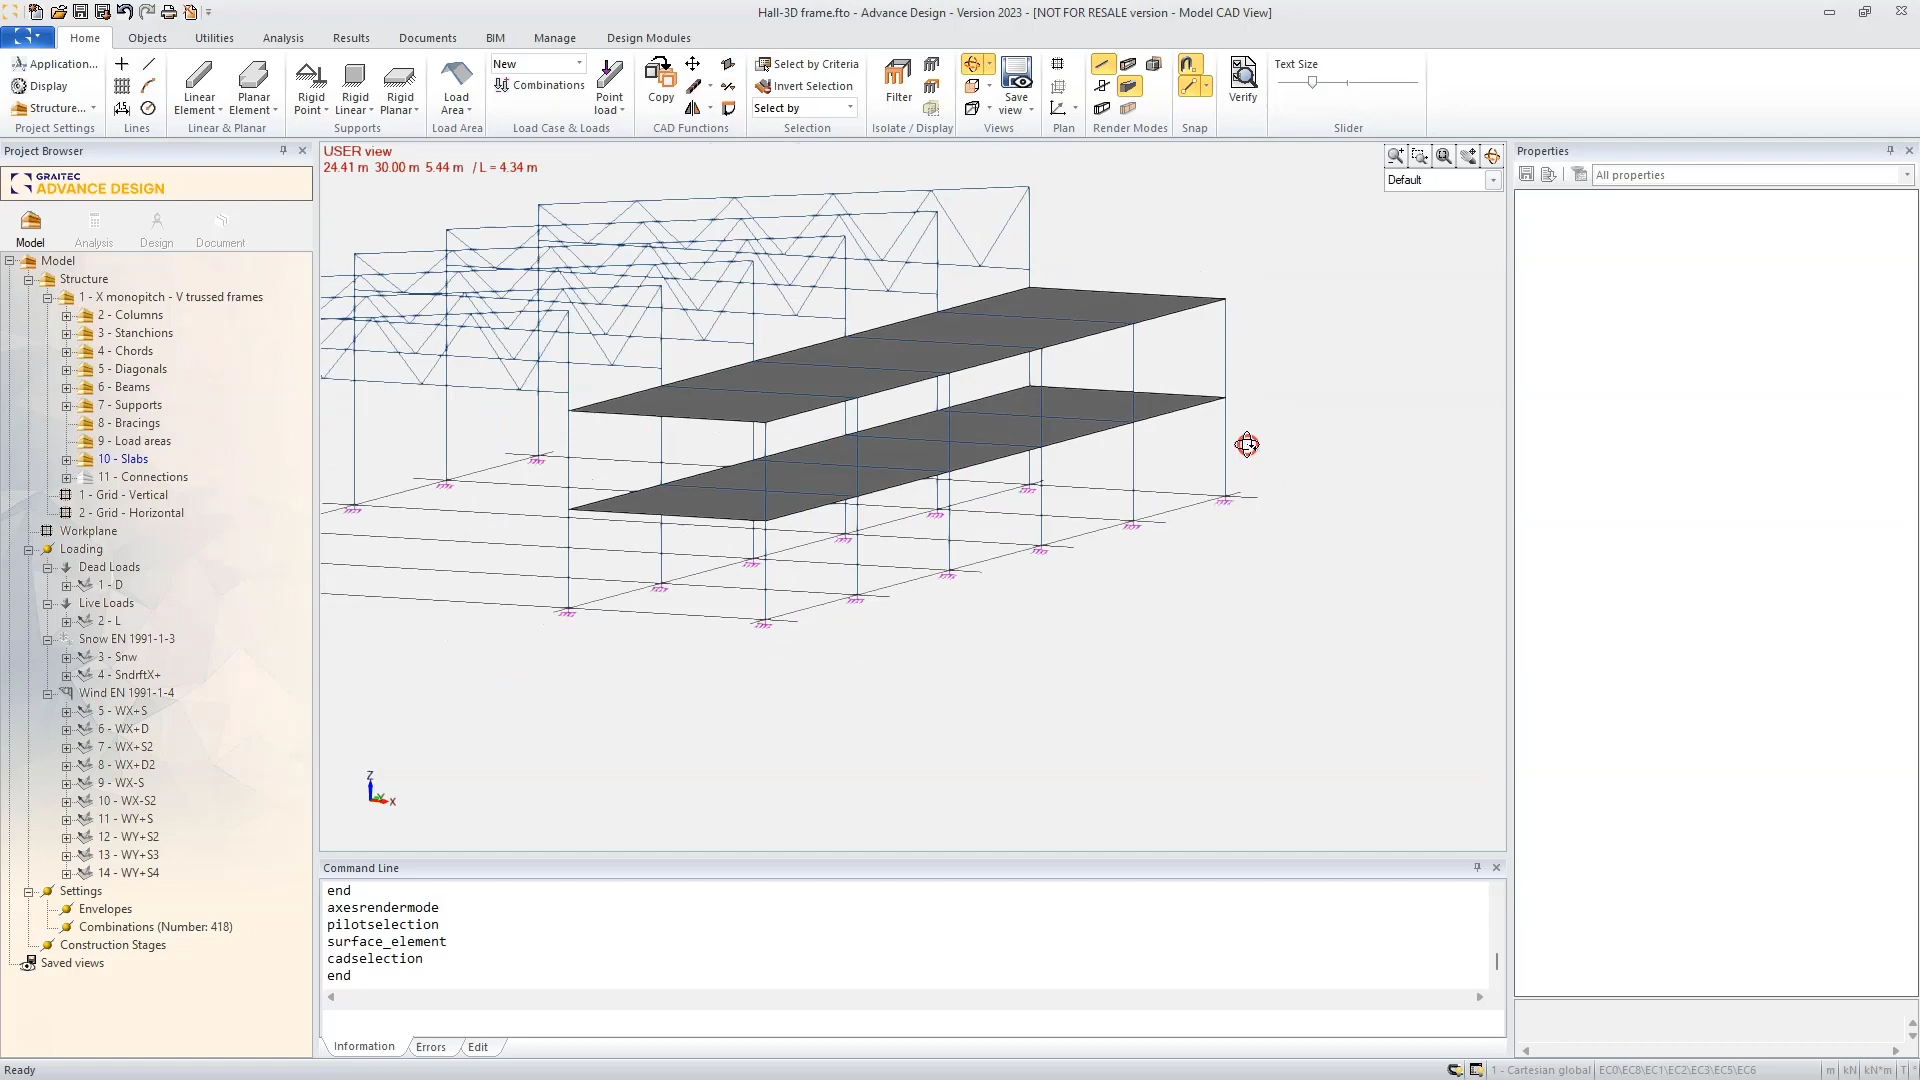 Hall-3D frame.fto - Advance Design - Version 2023 - [NOT FOR RESALE version - Model CAD View]
Home Objects Utilities Analysis Results Documents BIM Manage Design Modules
Application...
Display
Structure...
Project Settings
Lines
Linear Element
Planar Element
Linear & Planar
Rigid Point
Rigid Linear
Rigid Planar
Supports
Load Area
Load Area
New
Combinations
Point load
Load Case & Loads
Copy
CAD Functions
Select by Criteria
Invert Selection
Select by
Selection
Filter
Isolate / Display
Save view
Views
Plan
Render Modes
Snap
Verify
Text Size
Slider
Project Browser
GRAITEC
ADVANCE DESIGN
Model Analysis Design Document
Model
Structure
1 - X monopitch - V trussed frames
2 - Columns
3 - Stanchions
4 - Chords
5 - Diagonals
6 - Beams
7 - Supports
8 - Bracings
9 - Load areas
10 - Slabs
11 - Connections
1 - Grid - Vertical
2 - Grid - Horizontal
Workplane
Loading
Dead Loads
1 - D
Live Loads
2 - L
Snow EN 1991-1-3
3 - Snw
4 - SndrftX+
Wind EN 1991-1-4
5 - WX+S
6 - WX+D
7 - WX+S2
8 - WX+D2
9 - WX-S
10 - WX-S2
11 - WY+S
12 - WY+S2
13 - WY+S3
14 - WY+S4
Settings
Envelopes
Combinations (Number: 418)
Construction Stages
Saved views
USER view
24.41 m 30.00 m 5.44 m / L = 4.34 m
Default
Z
Y
X
Command Line
end
axesrendermode
pilotselection
surface_element
cadselection
end
Information Errors Edit
Properties
All properties
Ready
1 - Cartesian global EC0\EC8\EC1\EC2\EC3\EC5\EC6 m kN kN*m T °